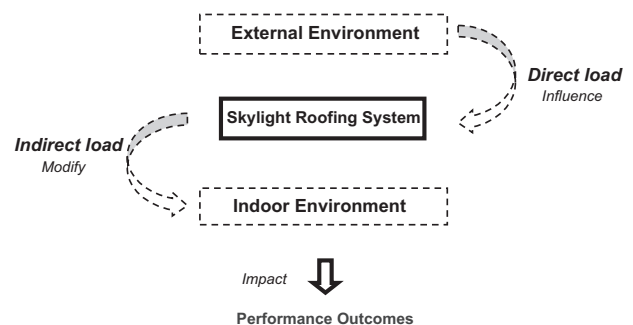 External Environment
Direct load
Influence
Skylight Roofing System
Indirect load
Modify
Indoor Environment
Impact
Performance Outcomes